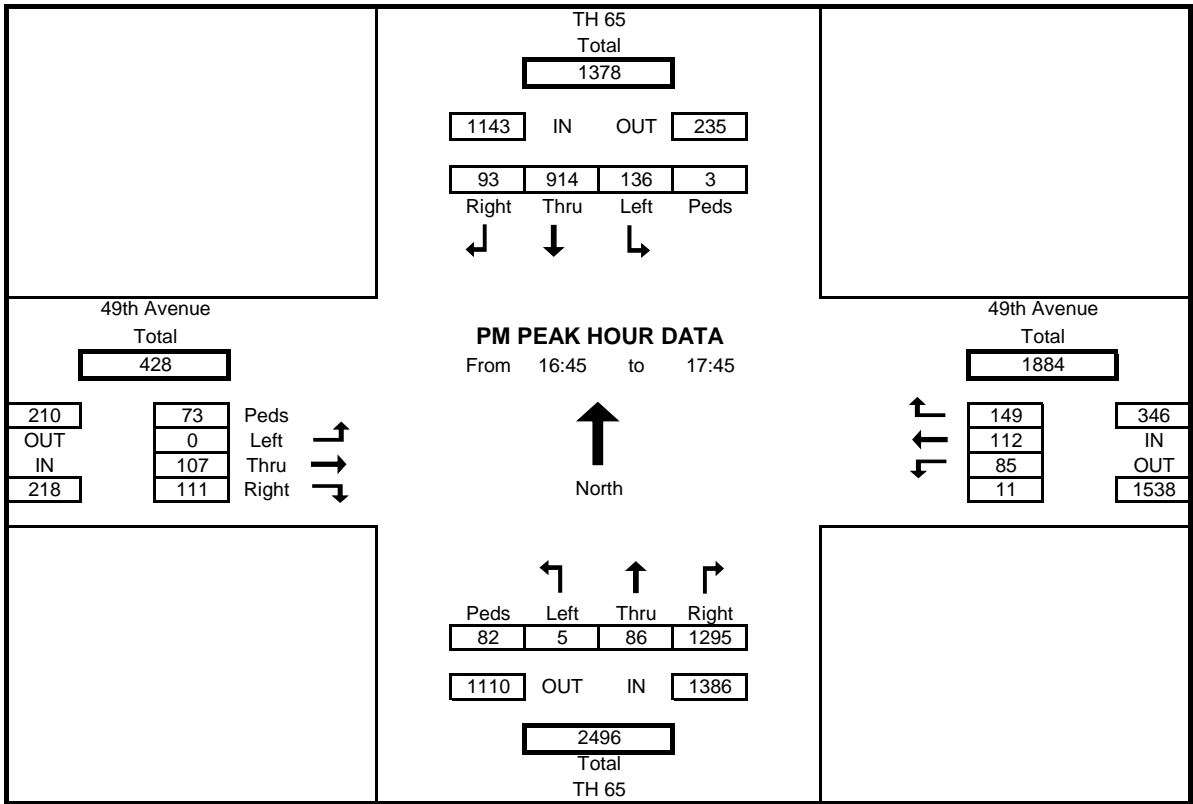 TH 65
Total
1378
1143 IN OUT 235
93 914 136 3
Right Thru Left Peds
49th Avenue
Total
428
210 73 Peds
OUT 0 Left
IN 107 Thru
218 111 Right
PM PEAK HOUR DATA
From 16:45 to 17:45
North
49th Avenue
Total
1884
149 346
112 IN
85 OUT
11 1538
Peds Left Thru Right
82 5 86 1295
1110 OUT IN 1386
2496
Total
TH 65